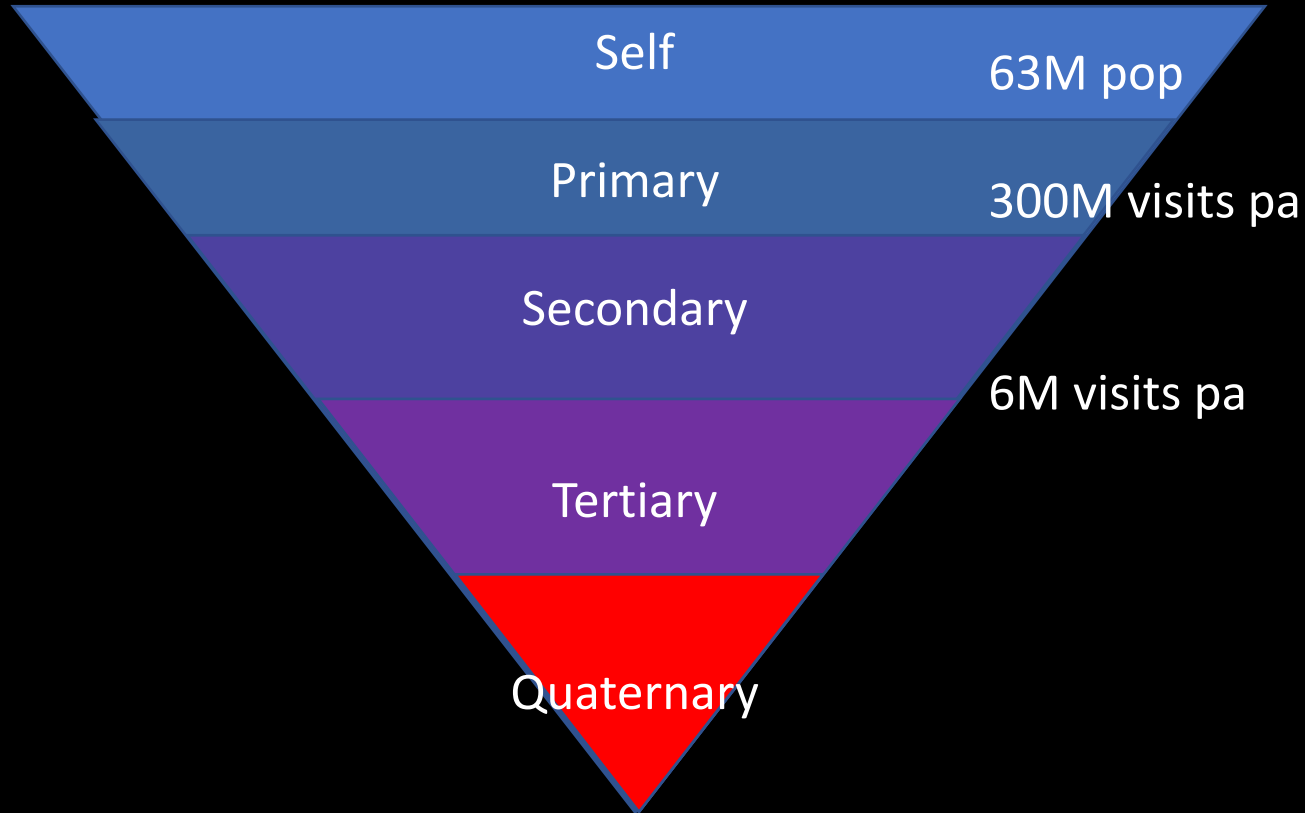 Self
63M pop
Primary
300M visits pa
Secondary
6M visits pa
Tertiary
Quaternary